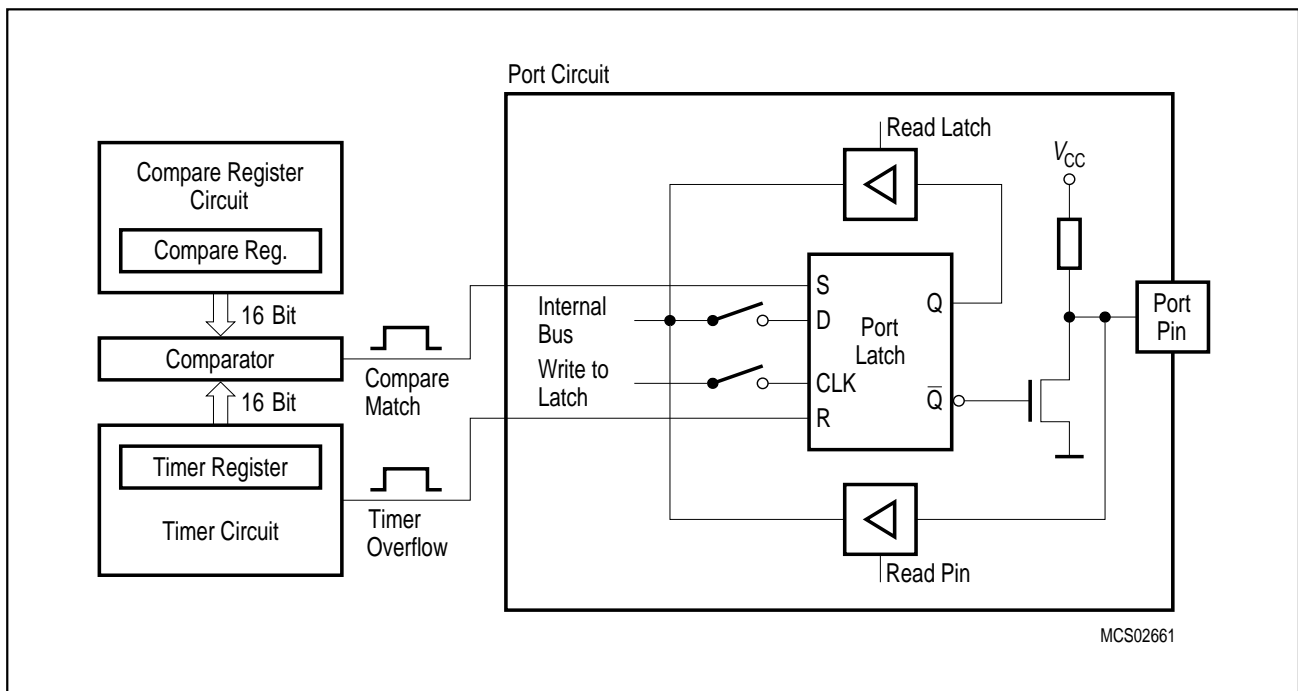 Port Circuit
Compare Register
Circuit
Compare Reg.
16 Bit
Comparator
16 Bit
Timer Register
Timer Circuit
Compare
Match
Timer
Overflow
Read Latch
Internal
Bus
Write to
Latch
S
D
CLK
R
Port
Latch
Q
Q̅
Read Pin
VCC
Port
Pin
MCS02661